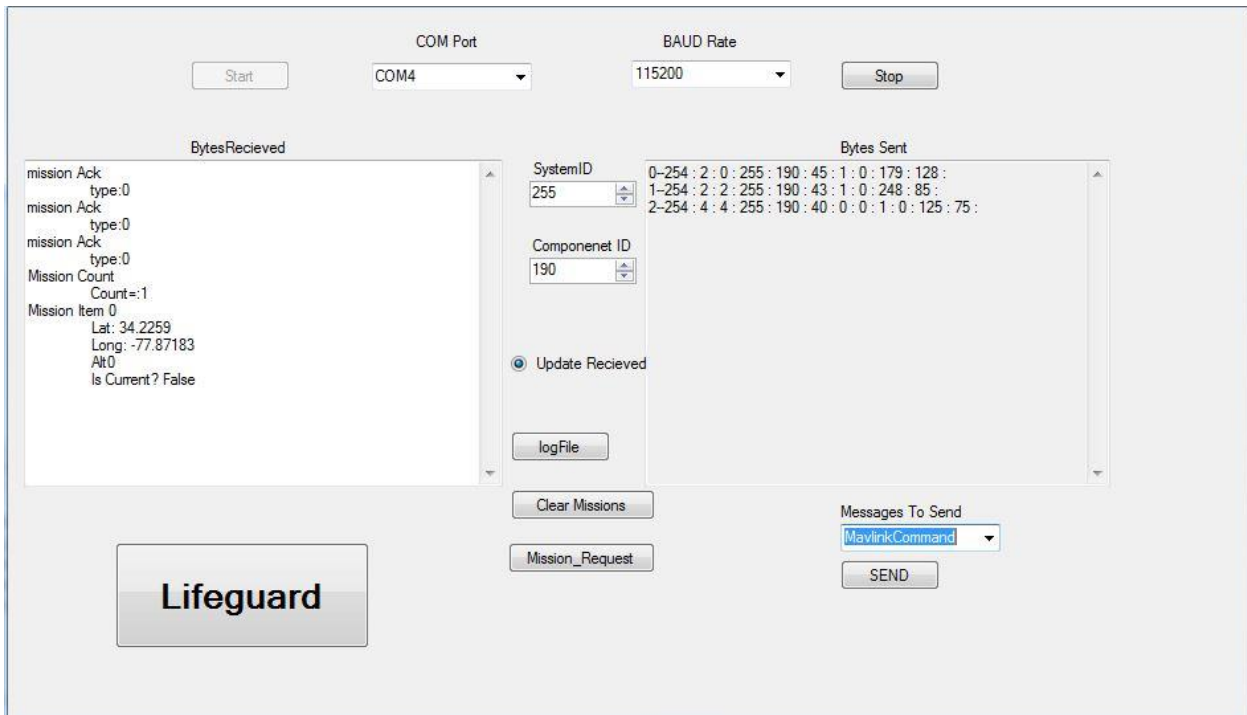 COM Port
BAUD Rate
Start
COM4
115200
Stop
BytesRecieved
mission Ack
type:0
mission Ack
type:0
mission Ack
type:0
Mission Count
Count=:1
Mission Item 0
Lat: 34.2259
Long: -77.87183
Alt0
Is Current? False
SystemID
255
Componenet ID
190
Update Recieved
logFile
Clear Missions
Mission_Request
Bytes Sent
0--254 : 2 : 0 : 255 : 190 : 45 : 1 : 0 : 179 : 128 :
1--254 : 2 : 2 : 255 : 190 : 43 : 1 : 0 : 248 : 85 :
2--254 : 4 : 4 : 255 : 190 : 40 : 0 : 0 : 1 : 0 : 125 : 75 :
Messages To Send
MavlinkCommand
SEND
Lifeguard